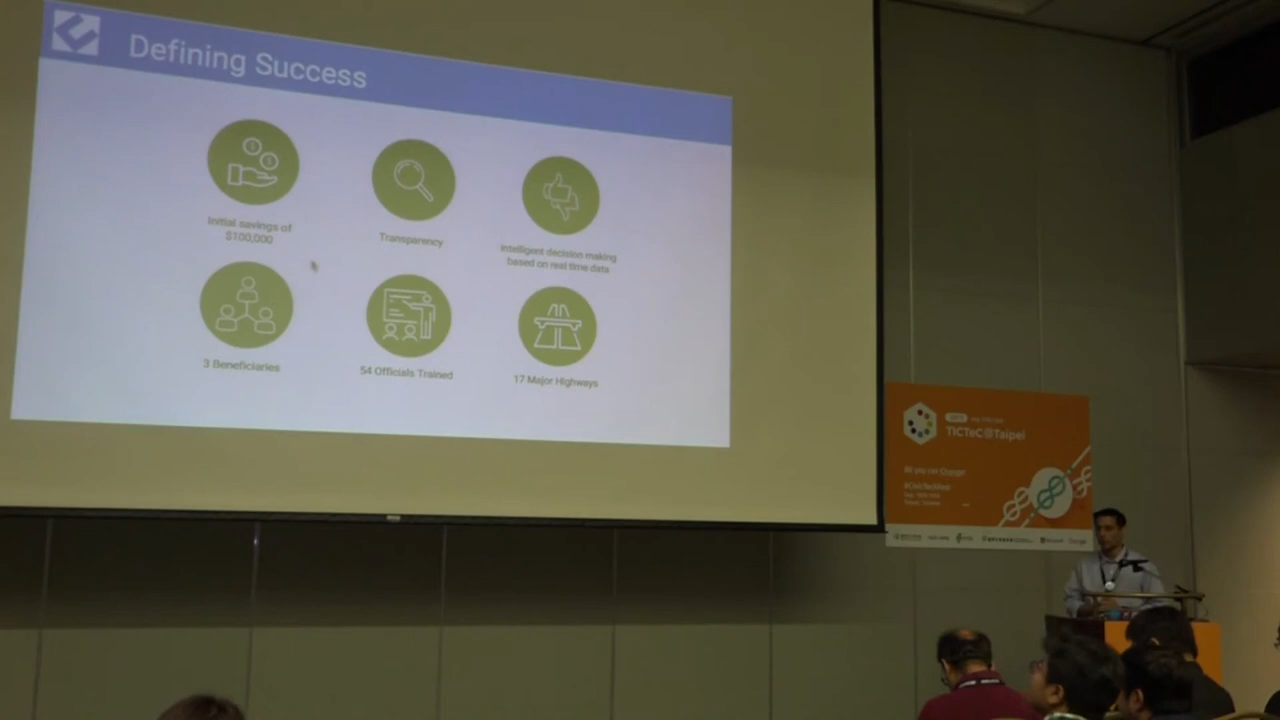 Defining Success
Initial savings of
$100,000
Transparency
Intelligent decision making
based on real time data
3 Beneficiaries
54 Officials Trained
17 Major Highways
TICTeC@Taipei